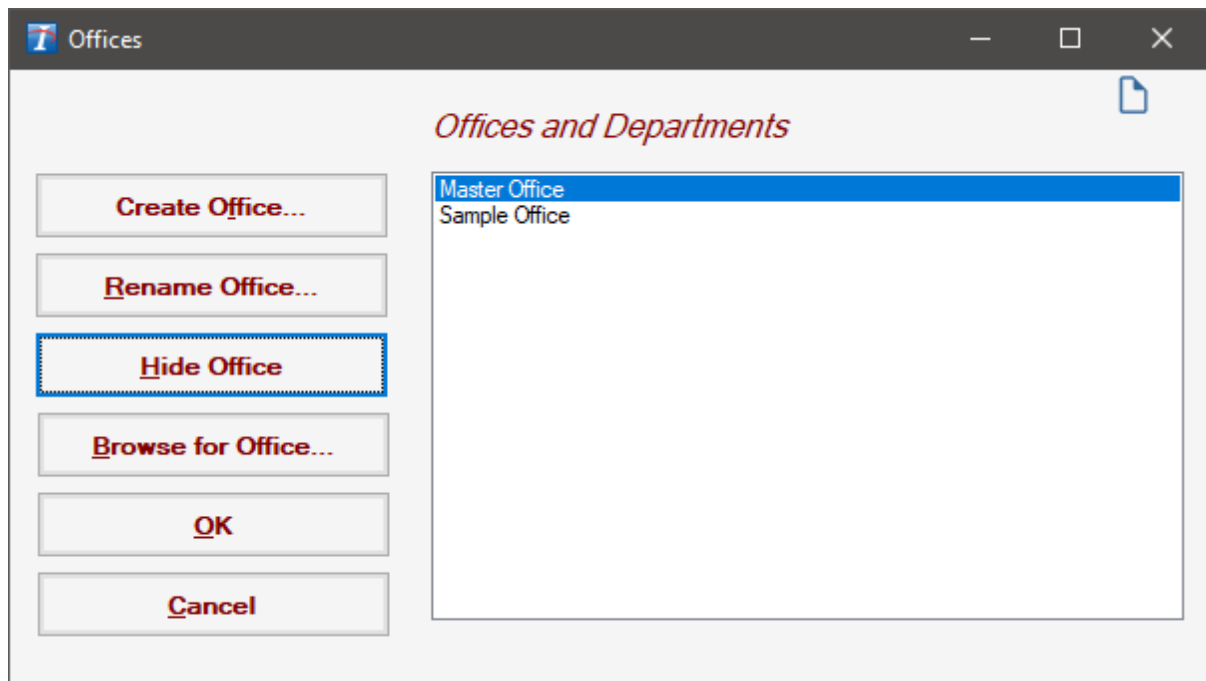 Offices
Offices and Departments
Create Office...
Rename Office...
Hide Office
Browse for Office...
OK
Cancel
Master Office
Sample Office